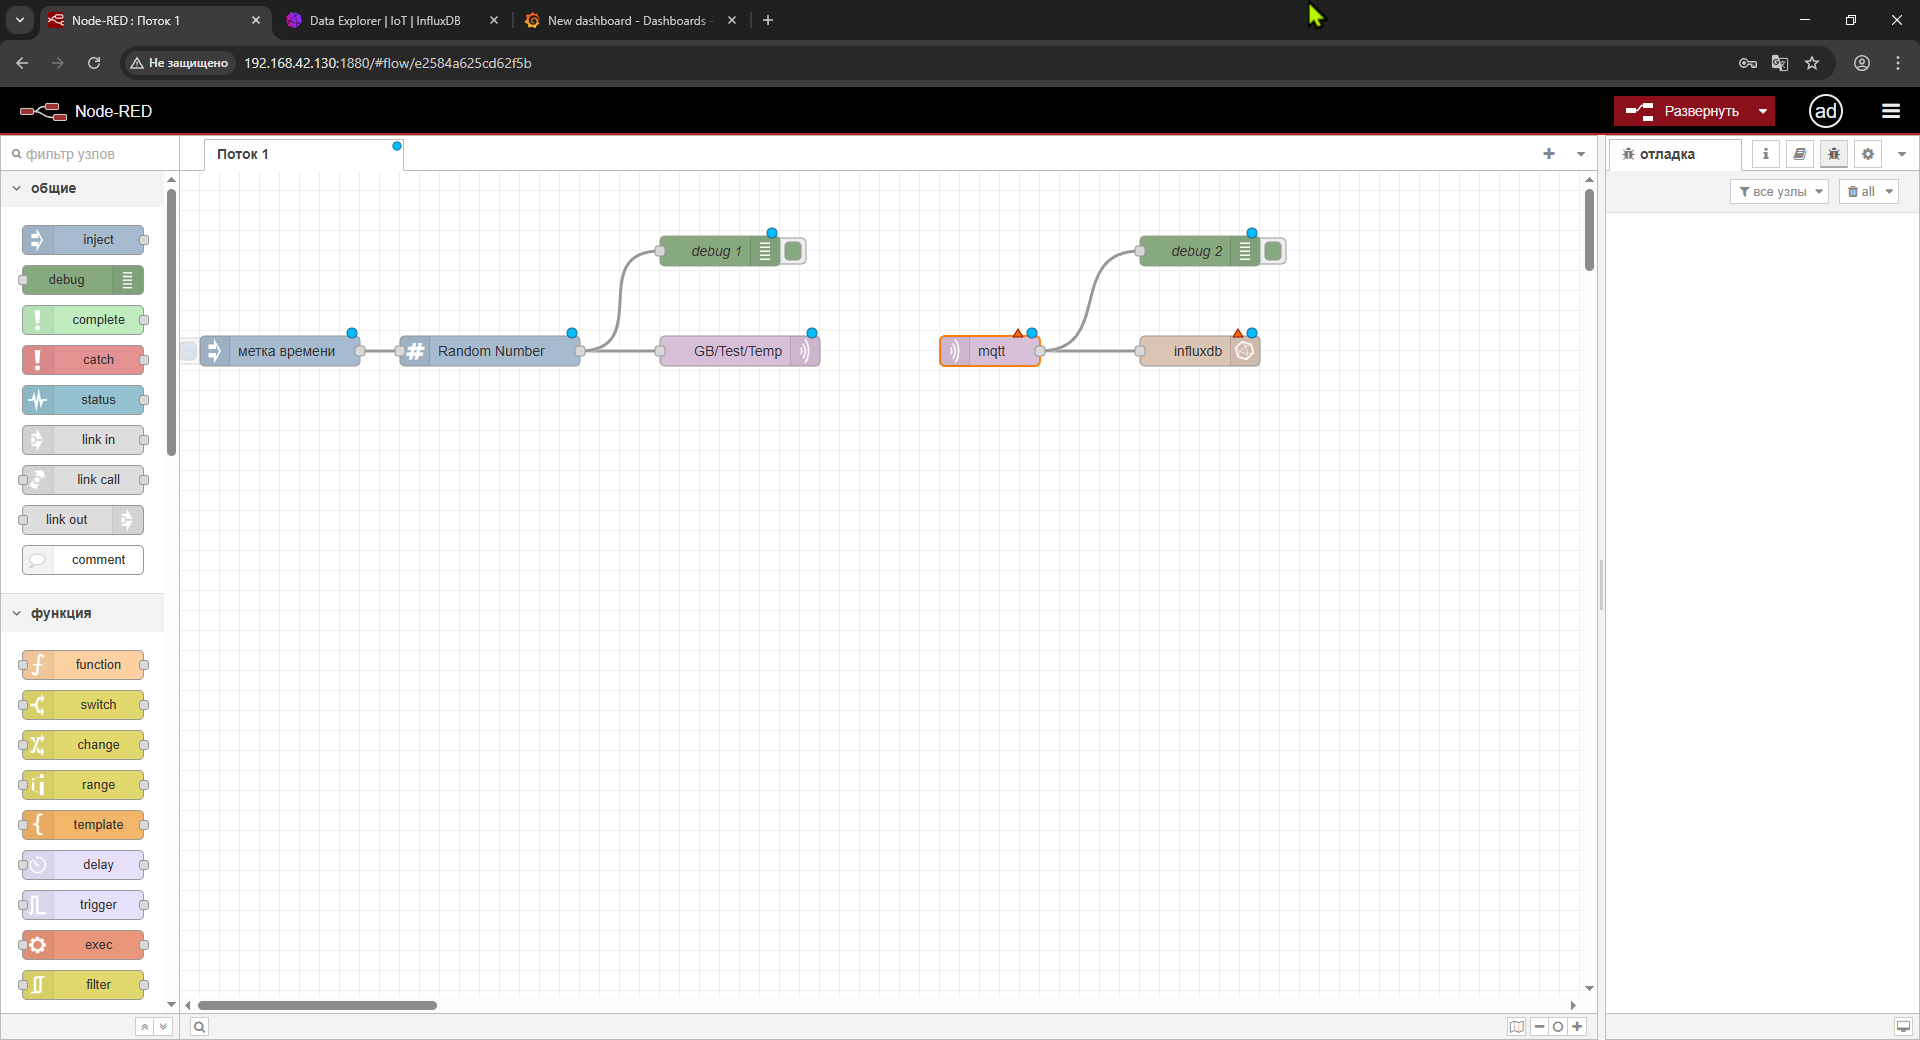 Node-RED : Поток 1
Data Explorer | IoT | InfluxDB
New dashboard - Dashboards -
Не защищено
192.168.42.130:1880/#flow/e2584a625cd62f5b
Node-RED
Развернуть
ad
фильтр узлов
Поток 1
отладка
i
все узлы
all
общие
inject
debug
complete
catch
status
link in
link call
link out
comment
функция
function
switch
change
range
template
delay
trigger
exec
filter
debug 1
debug 2
метка времени
Random Number
GB/Test/Temp
mqtt
influxdb